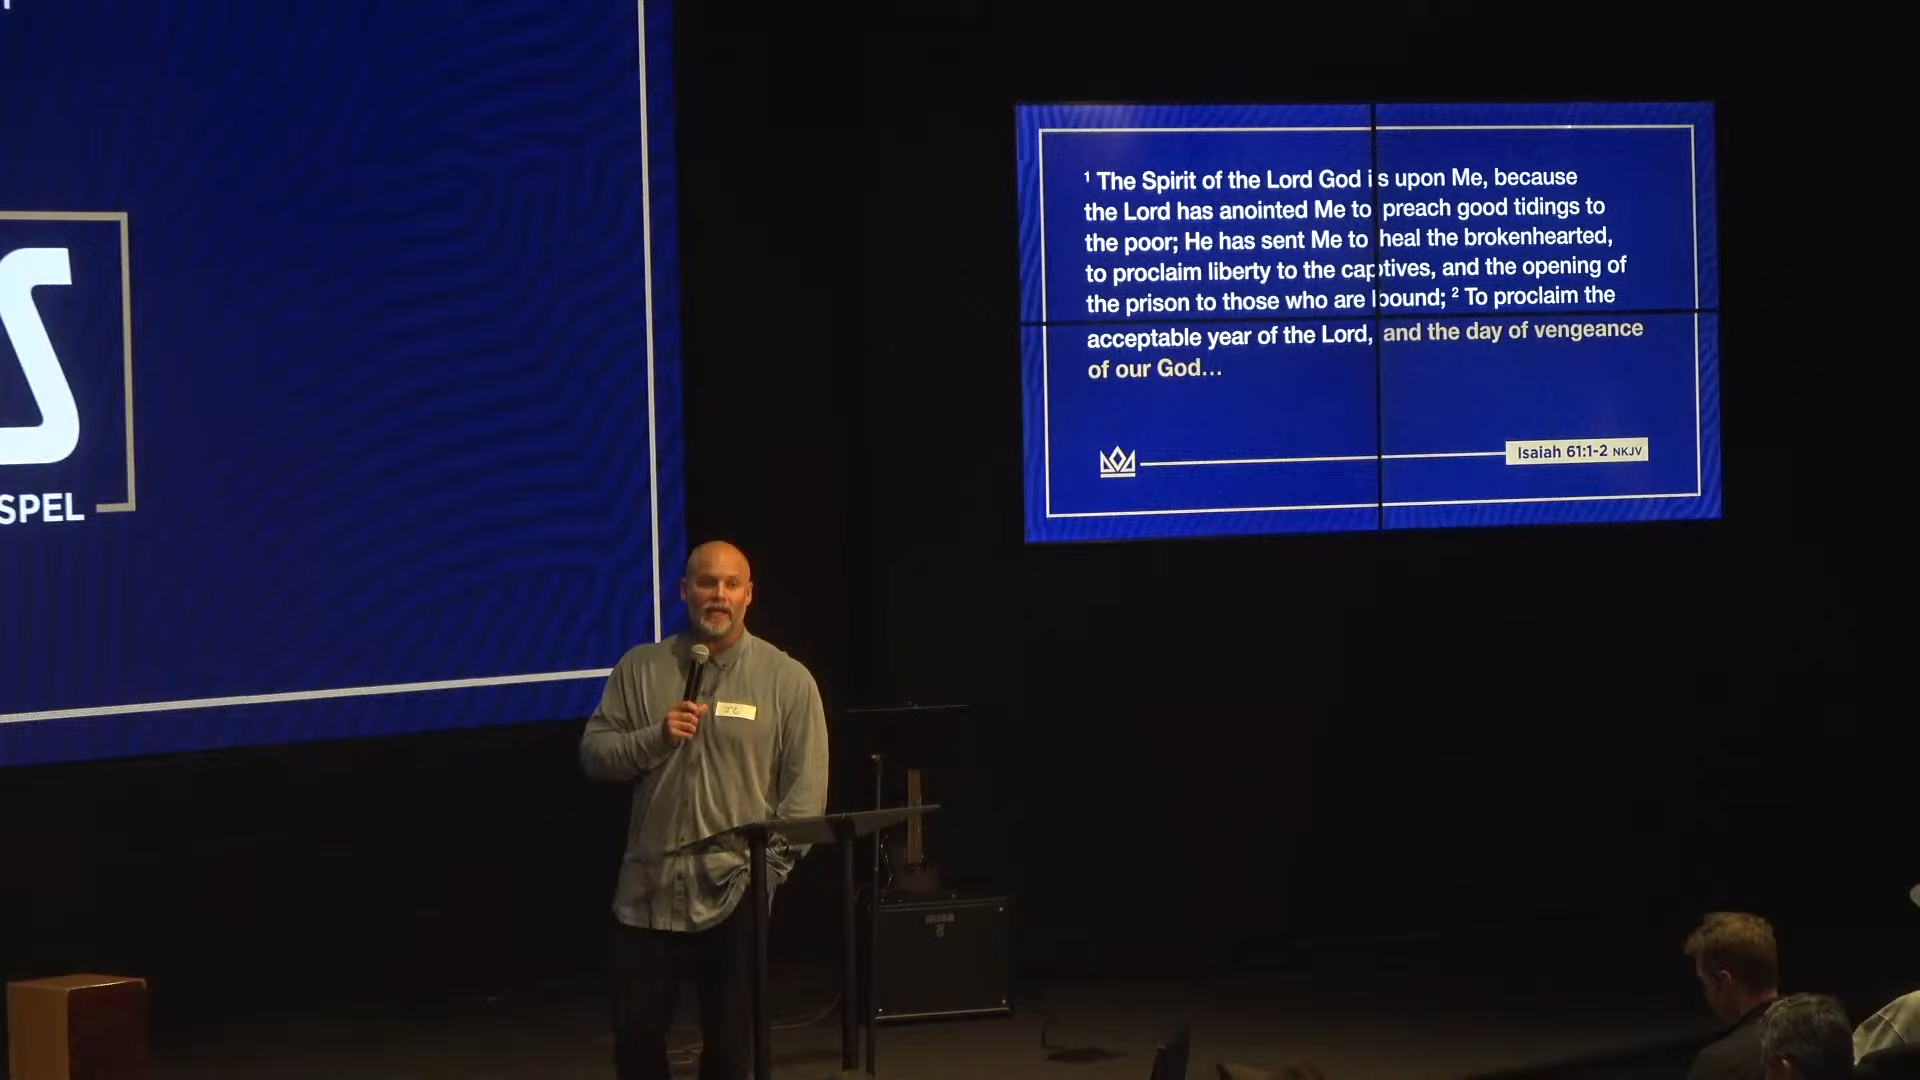 S
SPEL
¹ The Spirit of the Lord God is upon Me, because
the Lord has anointed Me to preach good tidings to
the poor; He has sent Me to heal the brokenhearted,
to proclaim liberty to the captives, and the opening of
the prison to those who are bound; ² To proclaim the
acceptable year of the Lord, and the day of vengeance
of our God...
Isaiah 61:1-2 NKJV